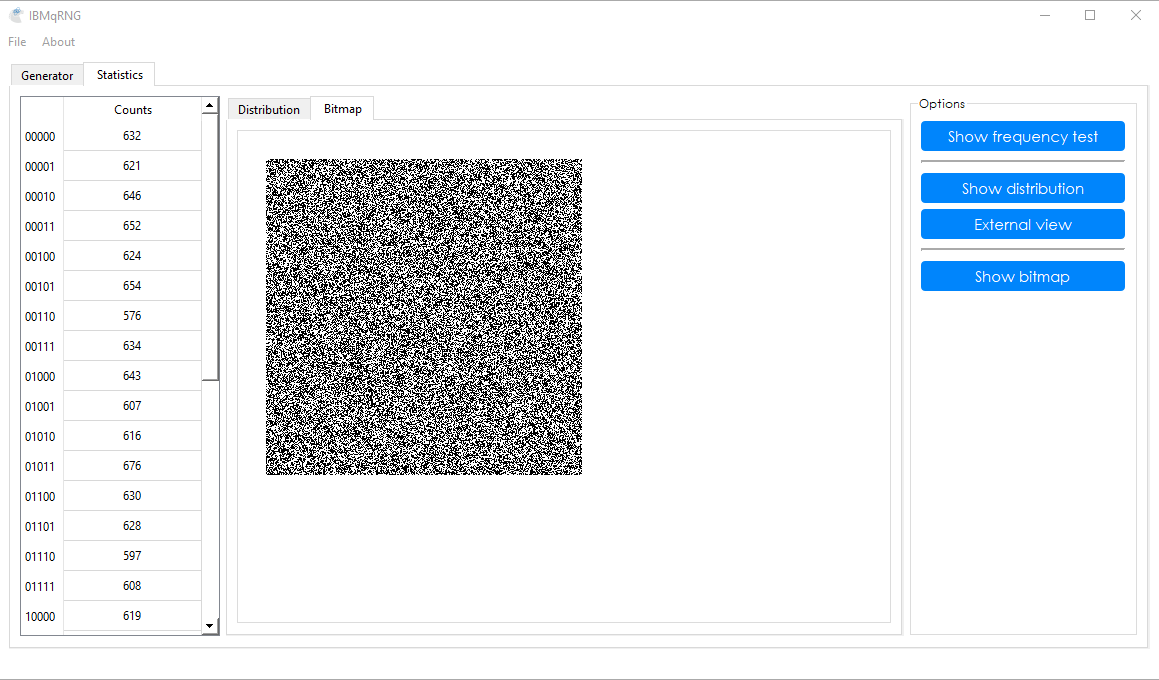 IBMqRNG
File About
Generator Statistics
Counts
00000 632
00001 621
00010 646
00011 652
00100 624
00101 654
00110 576
00111 634
01000 643
01001 607
01010 616
01011 676
01100 630
01101 628
01110 597
01111 608
10000 619
Distribution Bitmap
Options
Show frequency test
Show distribution
External view
Show bitmap